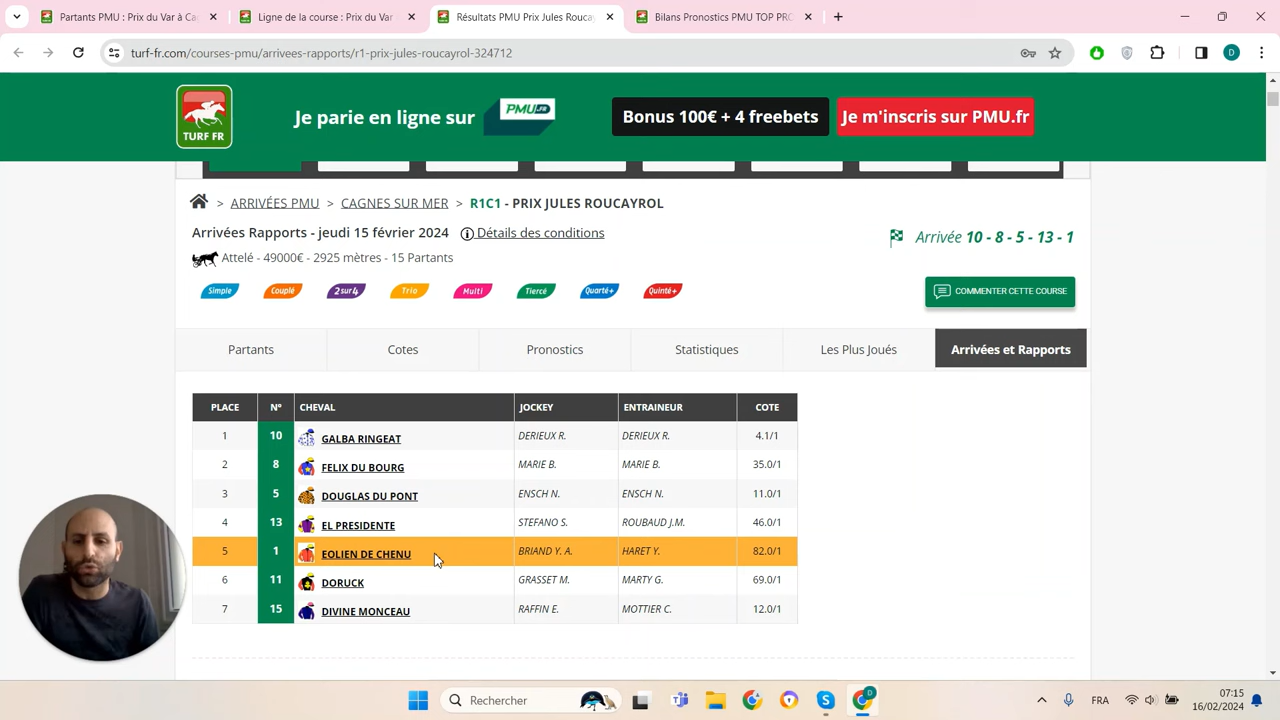 Partants PMU : Prix du Var à Ca
Ligne de la course : Prix du Var
Résultats PMU Prix Jules Rouca
Bilans Pronostics PMU TOP PRO
turf-fr.com/courses-pmu/arrivees-rapports/r1-prix-jules-roucayrol-324712
D
TURF FR
Je parie en ligne sur
PMU.FR
Bonus 100€ + 4 freebets
Je m'inscris sur PMU.fr
> ARRIVÉES PMU > CAGNES SUR MER > R1C1 - PRIX JULES ROUCAYROL
Arrivées Rapports - jeudi 15 février 2024 Détails des conditions
Arrivée 10 - 8 - 5 - 13 - 1
Attelé - 49000€ - 2925 mètres - 15 Partants
Simple Couplé 2sur4 Trio Multi Tiercé Quarté+ Quinté+
COMMENTER CETTE COURSE
Partants Cotes Pronostics Statistiques Les Plus Joués Arrivées et Rapports
PLACE N° CHEVAL JOCKEY ENTRAINEUR COTE
1 10 GALBA RINGEAT DERIEUX R. DERIEUX R. 4.1/1
2 8 FELIX DU BOURG MARIE B. MARIE B. 35.0/1
3 5 DOUGLAS DU PONT ENSCH N. ENSCH N. 11.0/1
4 13 EL PRESIDENTE STEFANO S. ROUBAUD J.M. 46.0/1
5 1 EOLIEN DE CHENU BRIAND Y. A. HARET Y. 82.0/1
6 11 DORUCK GRASSET M. MARTY G. 69.0/1
7 15 DIVINE MONCEAU RAFFIN E. MOTTIER C. 12.0/1
Rechercher
D
FRA
07:15
16/02/2024